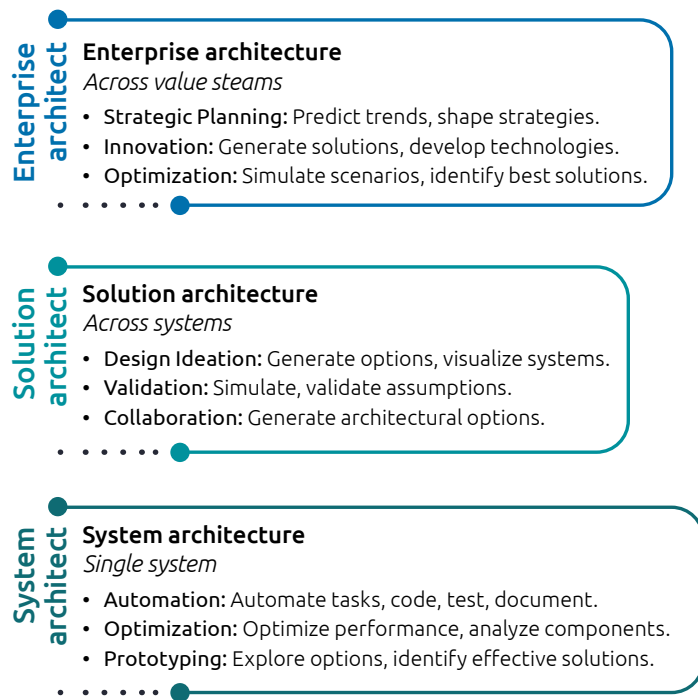 Enterprise
architect
Enterprise architecture
Across value steams
• Strategic Planning: Predict trends, shape strategies.
• Innovation: Generate solutions, develop technologies.
• Optimization: Simulate scenarios, identify best solutions.
Solution
architect
Solution architecture
Across systems
• Design Ideation: Generate options, visualize systems.
• Validation: Simulate, validate assumptions.
• Collaboration: Generate architectural options.
System
architect
System architecture
Single system
• Automation: Automate tasks, code, test, document.
• Optimization: Optimize performance, analyze components.
• Prototyping: Explore options, identify effective solutions.